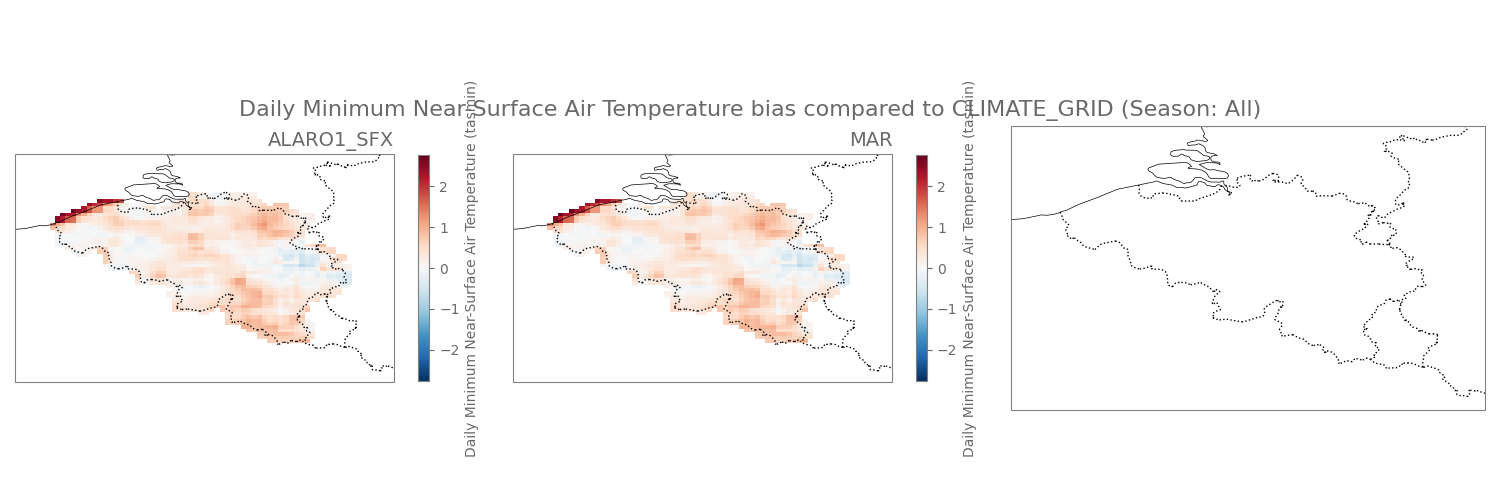 Daily Minimum Near-Surface Air Temperature bias compared to CLIMATE_GRID (Season: All)
ALARO1_SFX
2
1
0
−1
−2
Daily Minimum Near-Surface Air Temperature (tasmin)
MAR
2
1
0
−1
−2
Daily Minimum Near-Surface Air Temperature (tasmin)